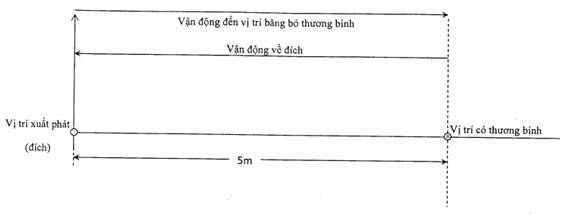 Vận động đến vị trí băng bó thương binh
Vận động về đích
Vị trí xuất phát
(đích)
Vị trí có thương binh
5m